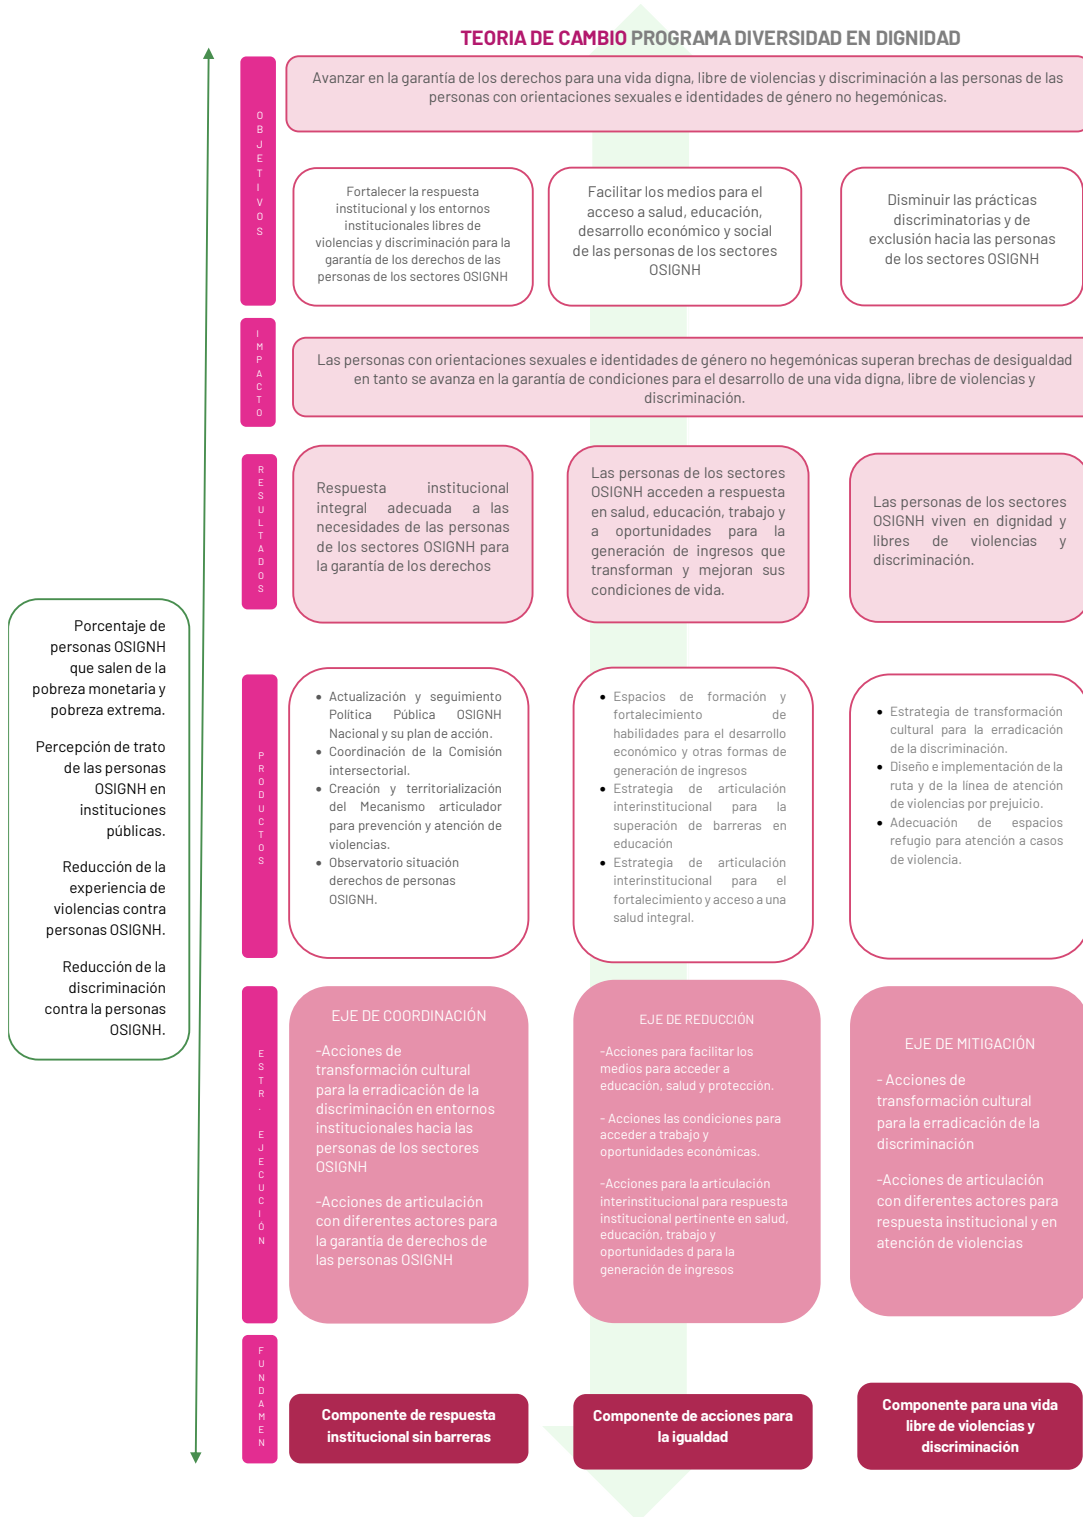 TEORIA DE CAMBIO PROGRAMA DIVERSIDAD EN DIGNIDAD
OBJETIVOS
Avanzar en la garantía de los derechos para una vida digna, libre de violencias y discriminación a las personas de las
personas con orientaciones sexuales e identidades de género no hegemónicas.
Fortalecer la respuesta
institucional y los entornos
institucionales libres de
violencias y discriminación para la
garantía de los derechos de las
personas de los sectores OSIGNH
Facilitar los medios para el
acceso a salud, educación,
desarrollo económico y social
de las personas de los sectores
OSIGNH
Disminuir las prácticas
discriminatorias y de
exclusión hacia las personas
de los sectores OSIGNH
IMPACTO
Las personas con orientaciones sexuales e identidades de género no hegemónicas superan brechas de desigualdad
en tanto se avanza en la garantía de condiciones para el desarrollo de una vida digna, libre de violencias y
discriminación.
RESULTADOS
Respuesta institucional
integral adecuada a las
necesidades de las personas
de los sectores OSIGNH para
la garantía de los derechos
Las personas de los sectores
OSIGNH acceden a respuesta
en salud, educación, trabajo y
a oportunidades para la
generación de ingresos que
transforman y mejoran sus
condiciones de vida.
Las personas de los sectores
OSIGNH viven en dignidad y
libres de violencias y
discriminación.
Porcentaje de
personas OSIGNH
que salen de la
pobreza monetaria y
pobreza extrema.
Percepción de trato
de las personas
OSIGNH en
instituciones
públicas.
Reducción de la
experiencia de
violencias contra
personas OSIGNH.
Reducción de la
discriminación
contra la personas
OSIGNH.
PRODUCTOS
• Actualización y seguimiento
Política Pública OSIGNH
Nacional y su plan de acción.
• Coordinación de la Comisión
intersectorial.
• Creación y territorialización
del Mecanismo articulador
para prevención y atención de
violencias.
• Observatorio situación
derechos de personas
OSIGNH.
• Espacios de formación y
fortalecimiento de
habilidades para el desarrollo
económico y otras formas de
generación de ingresos
• Estrategia de articulación
interinstitucional para la
superación de barreras en
educación
• Estrategia de articulación
interinstitucional para el
fortalecimiento y acceso a una
salud integral.
• Estrategia de transformación
cultural para la erradicación
de la discriminación.
• Diseño e implementación de la
ruta y de la línea de atención
de violencias por prejuicio.
• Adecuación de espacios
refugio para atención a casos
de violencia.
ESTR. EJECUCIÓN
EJE DE COORDINACIÓN
-Acciones de
transformación cultural
para la erradicación de la
discriminación en entornos
institucionales hacia las
personas de los sectores
OSIGNH
-Acciones de articulación
con diferentes actores para
la garantía de derechos de
las personas OSIGNH
EJE DE REDUCCIÓN
-Acciones para facilitar los
medios para acceder a
educación, salud y protección.
- Acciones las condiciones para
acceder a trabajo y
oportunidades económicas.
-Acciones para la articulación
interinstitucional para respuesta
institucional pertinente en salud,
educación, trabajo y
oportunidades d para la
generación de ingresos
EJE DE MITIGACIÓN
- Acciones de
transformación cultural
para la erradicación de la
discriminación
-Acciones de articulación
con diferentes actores para
respuesta institucional y en
atención de violencias
FUNDAMEN
Componente de respuesta
institucional sin barreras
Componente de acciones para
la igualdad
Componente para una vida
libre de violencias y
discriminación